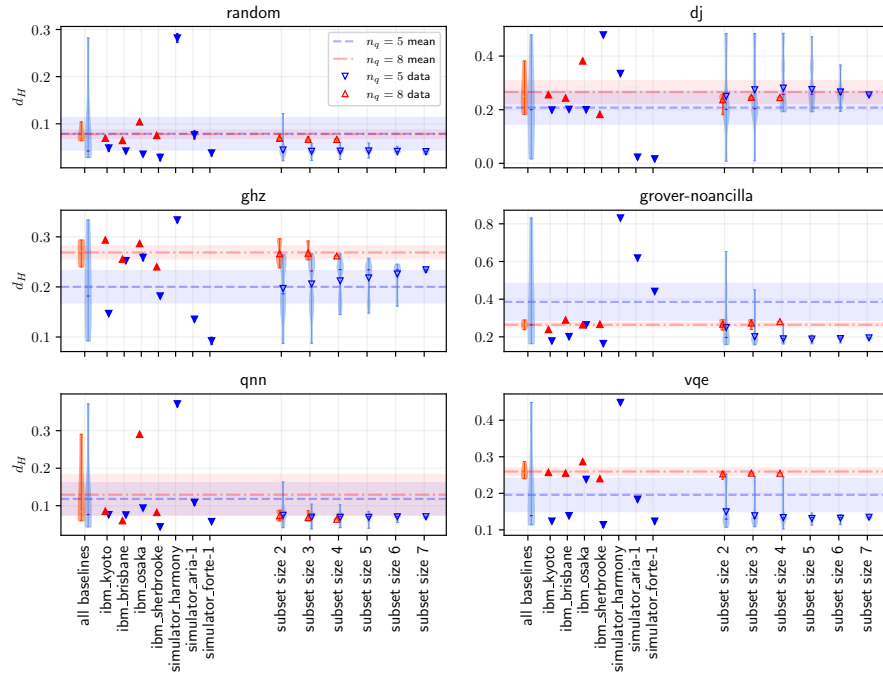 random
dj
0.3
0.1
d_H
n_q = 5 mean
n_q = 8 mean
n_q = 5 data
n_q = 8 data
0.4
0.2
0.0
ghz
grover-noancilla
0.3
0.2
0.1
d_H
0.8
0.6
0.4
0.2
qnn
vqe
0.3
0.2
0.1
d_H
0.4
0.3
0.2
0.1
all baselines
ibm_kyoto
ibm_brisbane
ibm_osaka
ibm_sherbrooke
simulator_harmony
simulator_aria-1
simulator_forte-1
subset size 2
subset size 3
subset size 4
subset size 5
subset size 6
subset size 7
all baselines
ibm_kyoto
ibm_brisbane
ibm_osaka
ibm_sherbrooke
simulator_harmony
simulator_aria-1
simulator_forte-1
subset size 2
subset size 3
subset size 4
subset size 5
subset size 6
subset size 7